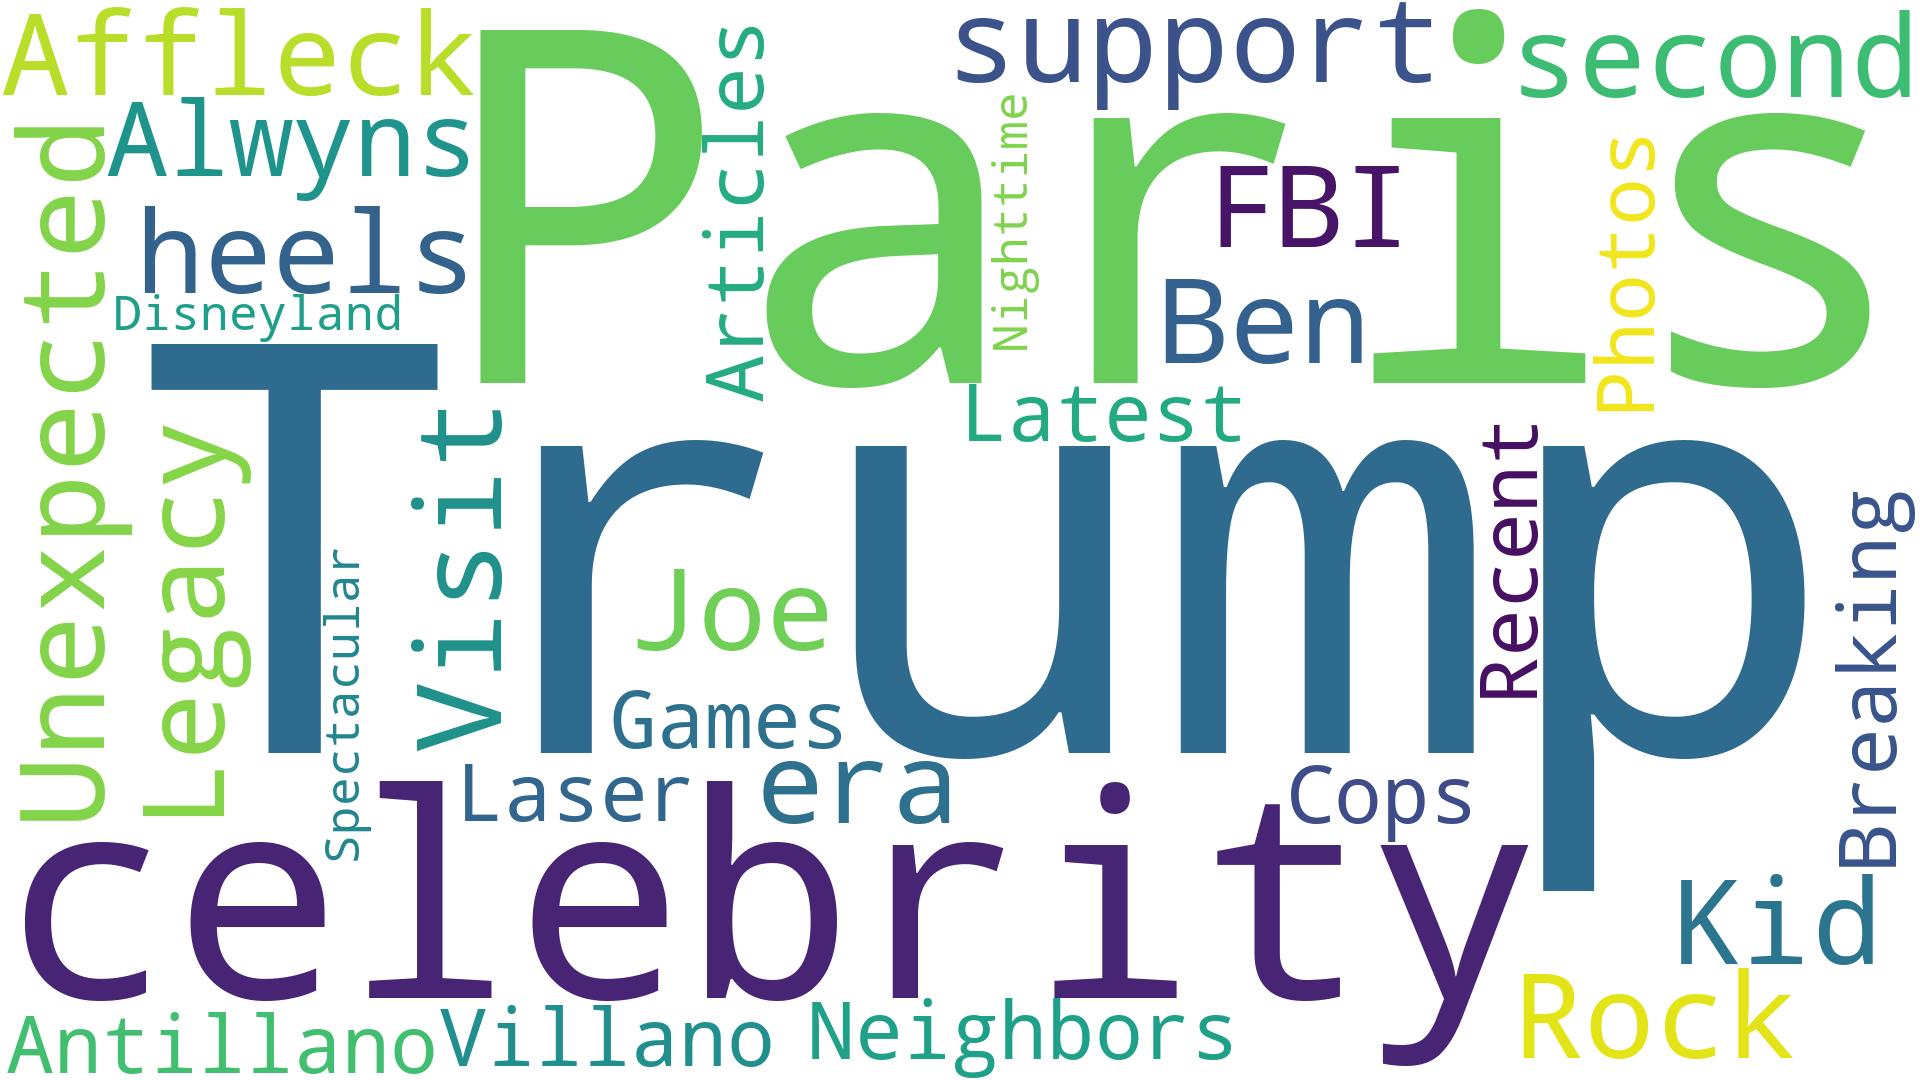 Affleck
support
second
Alwyns
Paris
Articles
Nighttime
FBI
Photos
heels
Unexpected
Disneyland
Ben
Latest
Trump
Legacy
Visit
Recent
Breaking
Spectacular
Joe
Games
Laser
era
Cops
celebrity
Kid
Rock
Antillano
Villano
Neighbors